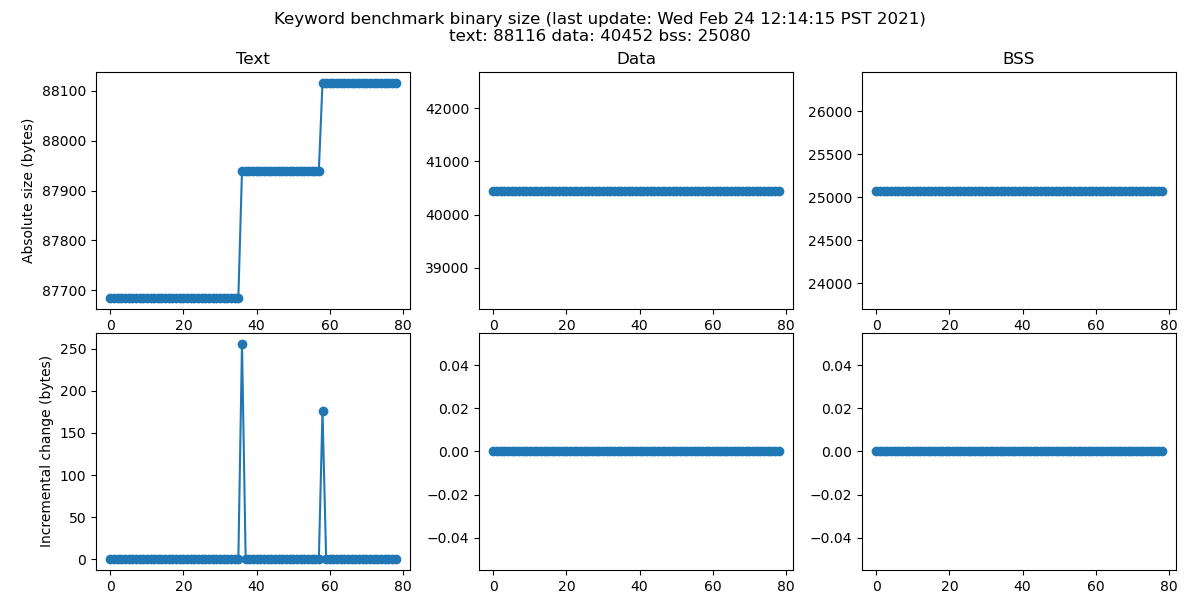 Keyword benchmark binary size (last update: Wed Feb 24 12:14:15 PST 2021)
text: 88116 data: 40452 bss: 25080
Text
Data
BSS
Absolute size (bytes)
88100
88000
87900
87800
87700
0 20 40 60 80
42000
41000
40000
39000
0 20 40 60 80
26000
25500
25000
24500
24000
0 20 40 60 80
Incremental change (bytes)
250
200
150
100
50
0
0 20 40 60 80
0.04
0.02
0.00
−0.02
−0.04
0 20 40 60 80
0.04
0.02
0.00
−0.02
−0.04
0 20 40 60 80